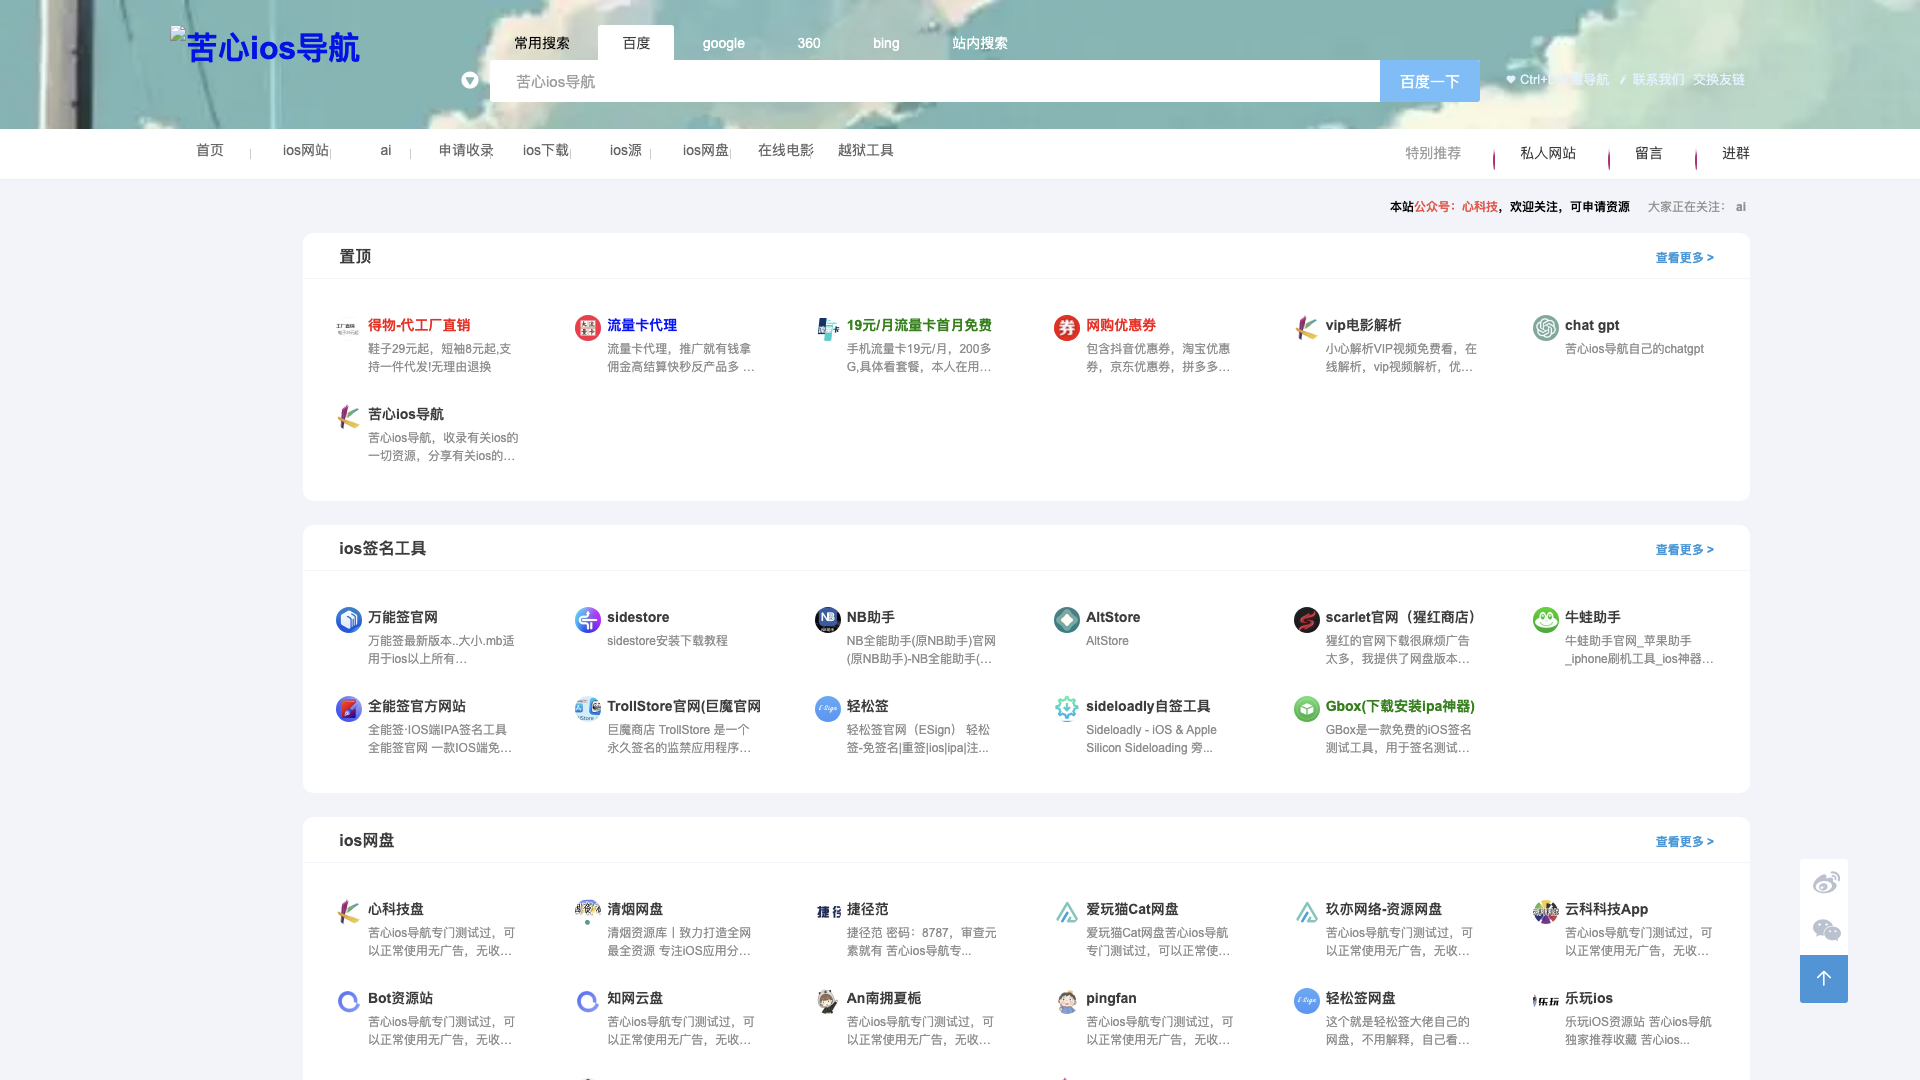 苦心ios导航
常用搜索
百度
google
360
bing
站内搜索
苦心ios导航
百度一下
联系我们
交换友链
首页
ios网站
ai
申请收录
ios下载
ios源
ios网盘
在线电影
越狱工具
特别推荐
私人网站
留言
进群
本站公众号：心科技，欢迎关注，可申请资源
大家正在关注： ai
置顶
查看更多 >
得物-代工厂直销
鞋子29元起，短袖8元起,支
持一件代发!无理由退换
流量卡代理
流量卡代理，推广就有钱拿
佣金高结算快秒反产品多 ...
19元/月流量卡首月免费
手机流量卡19元/月，200多
G,具体看套餐，本人在用...
网购优惠券
包含抖音优惠券，淘宝优惠
券，京东优惠券，拼多多...
vip电影解析
小心解析VIP视频免费看，在
线解析，vip视频解析，优...
chat gpt
苦心ios导航自己的chatgpt
苦心ios导航
苦心ios导航，收录有关ios的
一切资源，分享有关ios的...
ios签名工具
查看更多 >
万能签官网
万能签最新版本..大小.mb适
用于ios以上所有...
sidestore
sidestore安装下载教程
NB助手
NB全能助手(原NB助手)官网
(原NB助手)-NB全能助手(...
AltStore
AltStore
scarlet官网（猩红商店）
猩红的官网下载很麻烦广告
太多，我提供了网盘版本...
牛蛙助手
牛蛙助手官网_苹果助手
_iphone刷机工具_ios神器...
全能签官方网站
全能签·IOS端IPA签名工具
全能签官网 一款IOS端免...
TrollStore官网(巨魔官网
巨魔商店 TrollStore 是一个
永久签名的监禁应用程序...
轻松签
轻松签官网（ESign） 轻松
签-免签名|重签|ios|ipa|注...
sideloadly自签工具
Sideloadly - iOS & Apple
Silicon Sideloading 旁...
Gbox(下载安装ipa神器)
GBox是一款免费的iOS签名
测试工具，用于签名测试...
ios网盘
查看更多 >
心科技盘
苦心ios导航专门测试过，可
以正常使用无广告，无收...
清烟网盘
清烟资源库丨致力打造全网
最全资源 专注iOS应用分...
捷径范
捷径范 密码：8787，审查元
素就有 苦心ios导航专...
爱玩猫Cat网盘
爱玩猫Cat网盘苦心ios导航
专门测试过，可以正常使...
玖亦网络-资源网盘
苦心ios导航专门测试过，可
以正常使用无广告，无收...
云科科技App
苦心ios导航专门测试过，可
以正常使用无广告，无收...
Bot资源站
苦心ios导航专门测试过，可
以正常使用无广告，无收...
知网云盘
苦心ios导航专门测试过，可
以正常使用无广告，无收...
An南拥夏栀
苦心ios导航专门测试过，可
以正常使用无广告，无收...
pingfan
苦心ios导航专门测试过，可
以正常使用无广告，无收...
轻松签网盘
这个就是轻松签大佬自己的
网盘，不用解释，自己看...
乐玩ios
乐玩iOS资源站 苦心ios导航
独家推荐收藏 苦心ios...